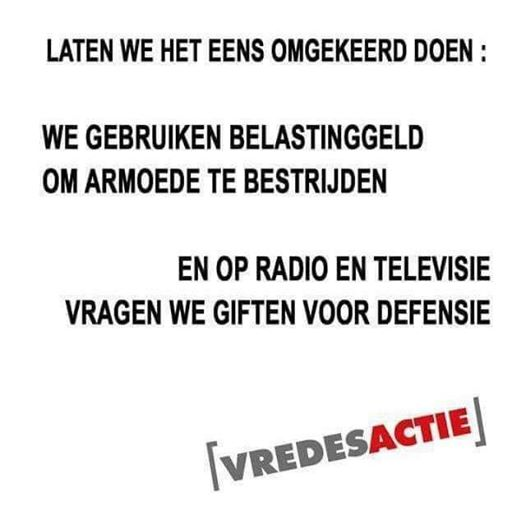 LATEN WE HET EENS OMGEKEERD DOEN :
WE GEBRUIKEN BELASTINGGELD
OM ARMOEDE TE BESTRIJDEN
EN OP RADIO EN TELEVISIE
VRAGEN WE GIFTEN VOOR DEFENSIE
[VREDESACTIE]